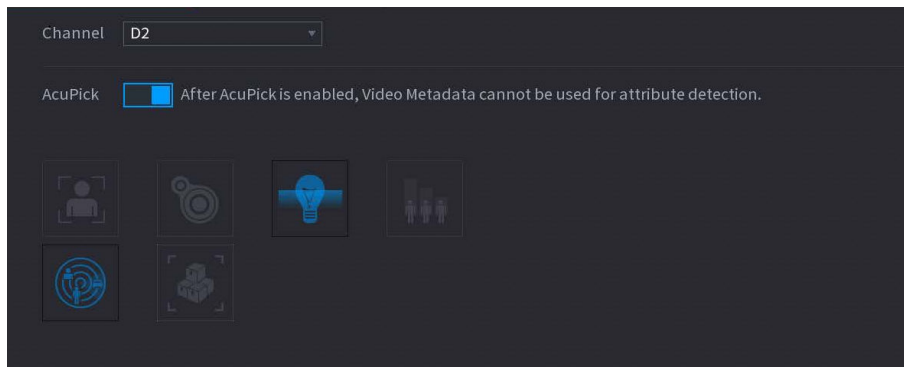 Channel D2
AcuPick After AcuPick is enabled, Video Metadata cannot be used for attribute detection.